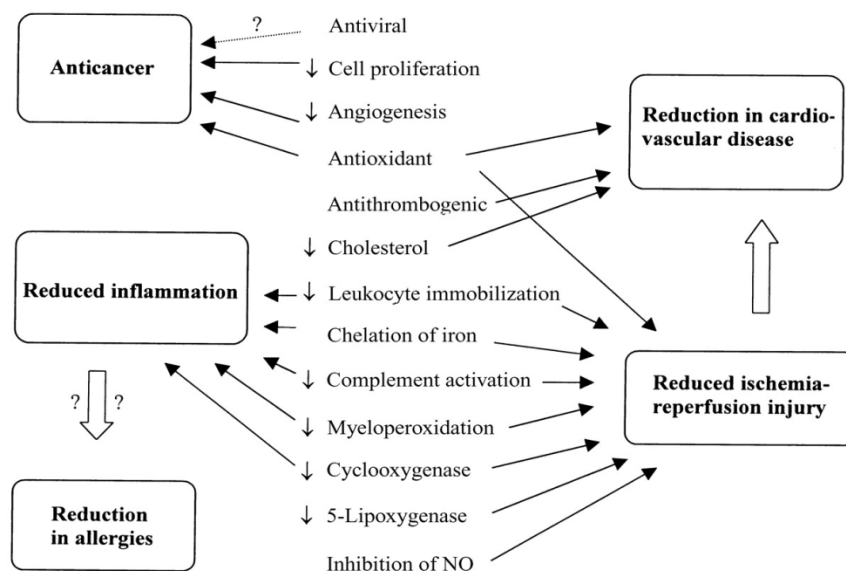 ?
Antiviral
Anticancer
↓ Cell proliferation
↓ Angiogenesis
Antioxidant
Reduction in cardio-
vascular disease
Antithrombogenic
↓ Cholesterol
Reduced inflammation
↓ Leukocyte immobilization
Chelation of iron
↓ Complement activation
Reduced ischemia-
reperfusion injury
? ?
↓ Myeloperoxidation
↓ Cyclooxygenase
Reduction
in allergies
↓ 5-Lipoxygenase
Inhibition of NO